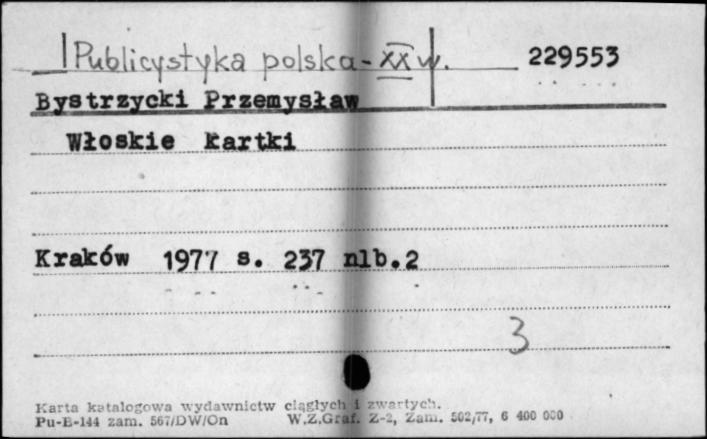 Publicystyka polska - XX w. 229553
Bystrzycki Przemysław
Włoskie Kartki
Kraków 1977 s. 237 nlb.2
3
Karta katalogowa wydawnictw ciągłych i zwartych.
Pu-B-144 zam. 567/DW/On W.Z.Graf. Z-2, Zam. 502/77, 6 400 000